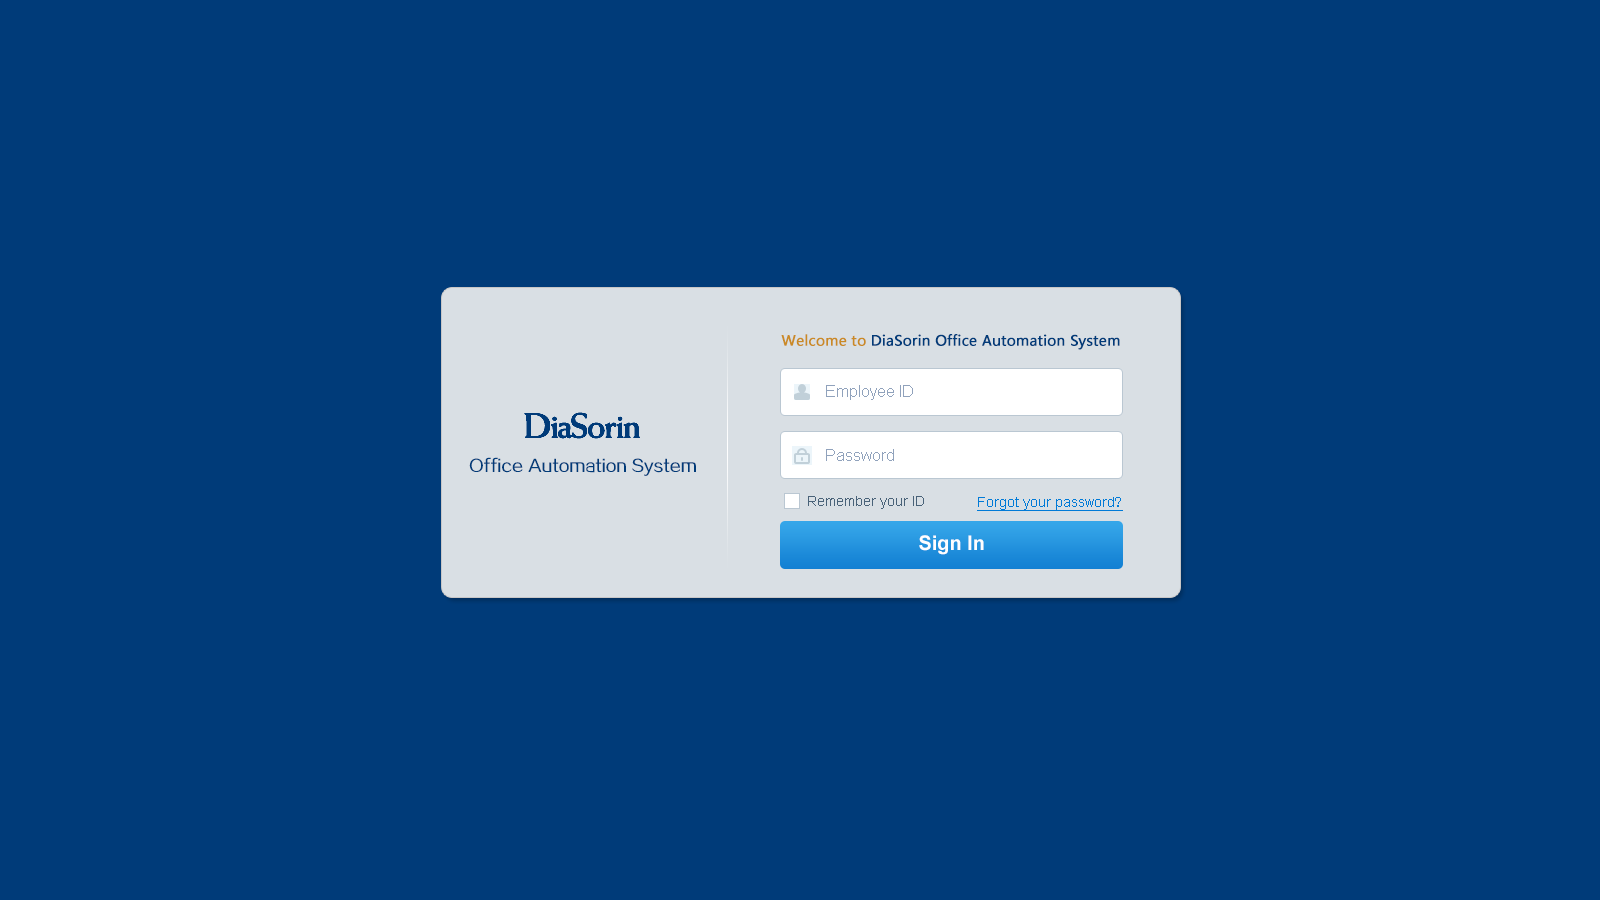 DiaSorin
Office Automation System
Welcome to DiaSorin Office Automation System
Employee ID
Password
Remember your ID
Forgot your password?
Sign In